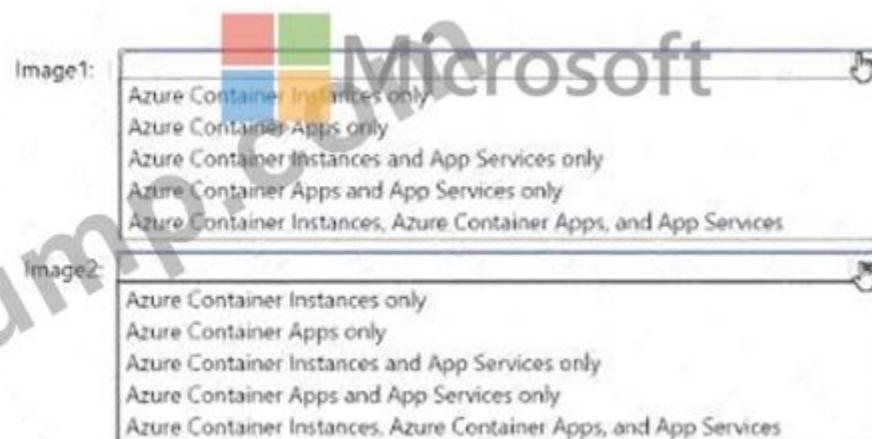 Microsoft
Image1:
Azure Container Instances only
Azure Container Apps only
Azure Container Instances and App Services only
Azure Container Apps and App Services only
Azure Container Instances, Azure Container Apps, and App Services
Image2:
Azure Container Instances only
Azure Container Apps only
Azure Container Instances and App Services only
Azure Container Apps and App Services only
Azure Container Instances, Azure Container Apps, and App Services